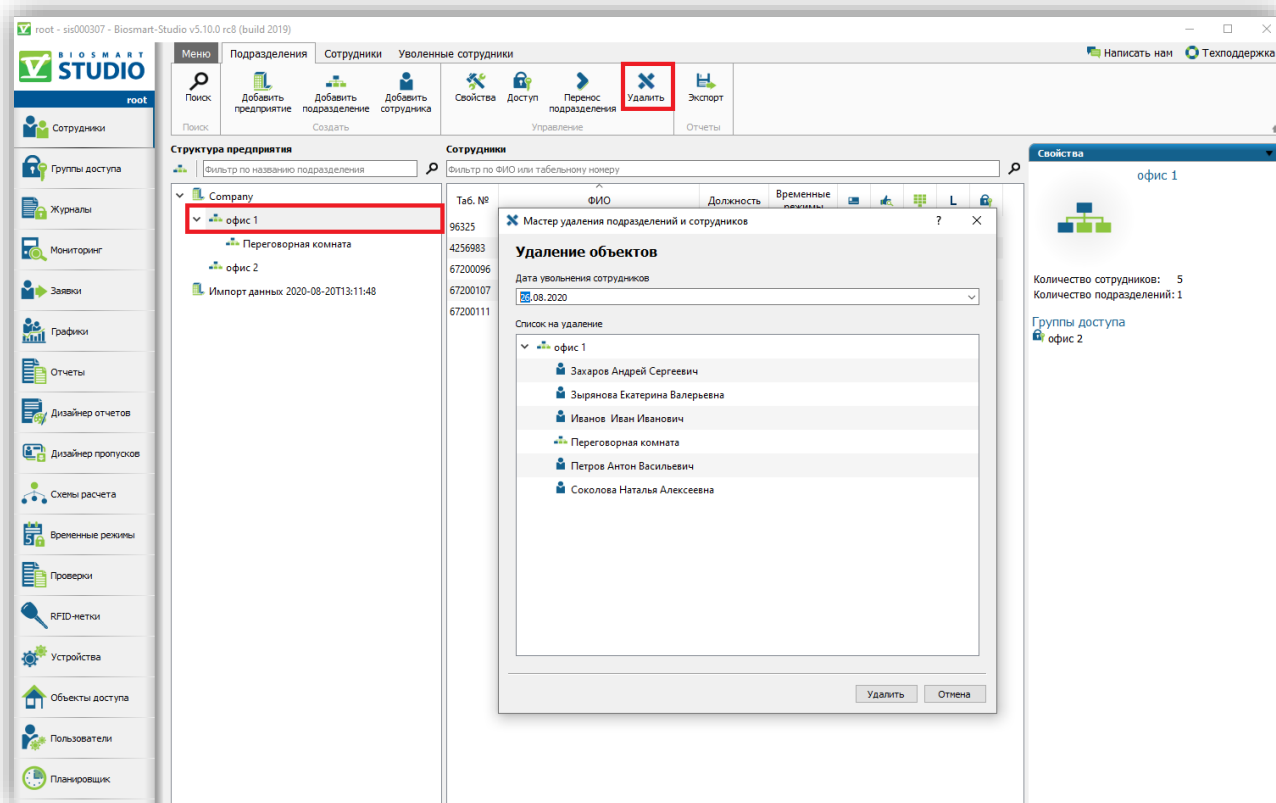 root - sis000307 - Biosmart-Studio v5.10.0 rc8 (build 2019)
BIOSMART
STUDIO
root
Меню
Подразделения
Сотрудники
Уволенные сотрудники
Написать нам
Техподдержка
Поиск
Добавить предприятие
Добавить подразделение
Добавить сотрудника
Свойства
Доступ
Перенос подразделения
Удалить
Экспорт
Поиск
Создать
Управление
Отчеты
Сотрудники
Группы доступа
Журналы
Мониторинг
Заявки
Графики
Отчеты
Дизайнер отчетов
Дизайнер пропусков
Схемы расчета
Временные режимы
Проверки
RFID-метки
Устройства
Объекты доступа
Пользователи
Планировщик
Структура предприятия
Фильтр по названию подразделения
Company
офис 1
Переговорная комната
офис 2
Импорт данных 2020-08-20T13:11:48
Сотрудники
Фильтр по ФИО или табельному номеру
Таб. №
ФИО
Должность
Временные режимы
L
96325
4256983
67200096
67200107
67200111
Мастер удаления подразделений и сотрудников
?
Удаление объектов
Дата увольнения сотрудников
26.08.2020
Список на удаление
офис 1
Захаров Андрей Сергеевич
Зырянова Екатерина Валерьевна
Иванов Иван Иванович
Переговорная комната
Петров Антон Васильевич
Соколова Наталья Алексеевна
Удалить
Отмена
Свойства
офис 1
Количество сотрудников: 5
Количество подразделений: 1
Группы доступа
офис 2